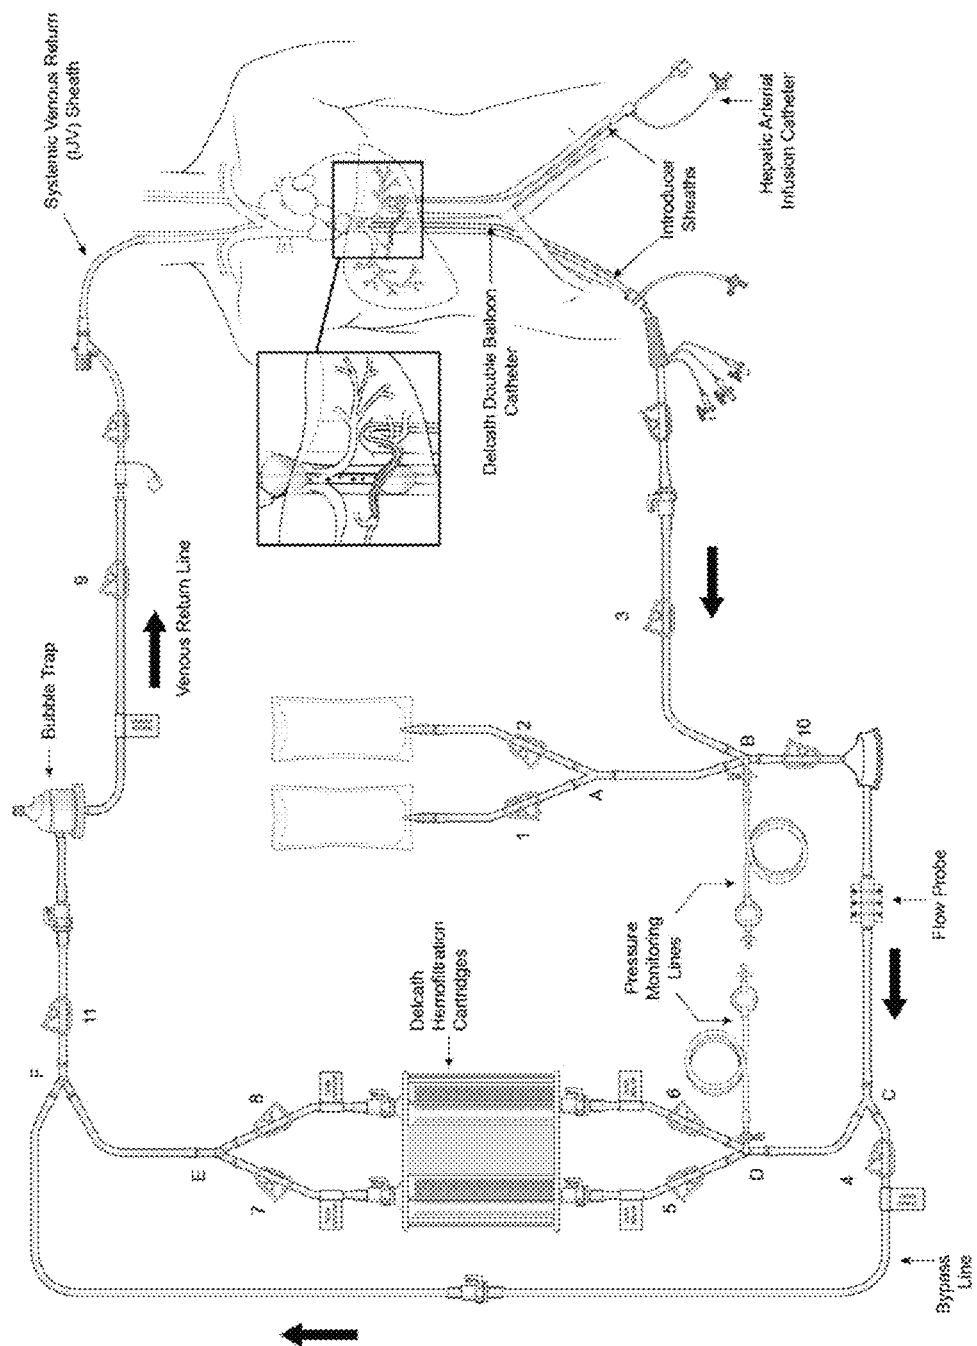 Systemic Venous Return
(IJV) Sheath
Bubble Trap
9
Venous Return Line
Hepatic Arterial
Infusion Catheter
Introducer
Sheaths
Delcath Double Balloon
Catheter
3
2
1
A
B
10
11
F
Delcath
Hemofiltration
Cartridges
Pressure
Monitoring
Lines
Flow Probe
8
7
E
6
5
D
C
4
Bypass
Line